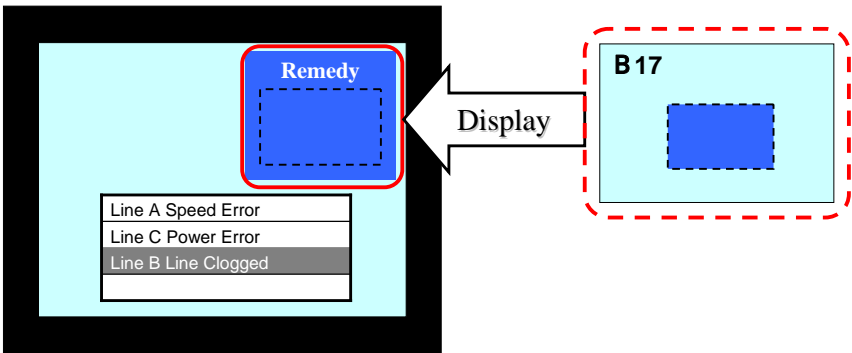 Remedy
Display
B17
Line A Speed Error
Line C Power Error
Line B Line Clogged